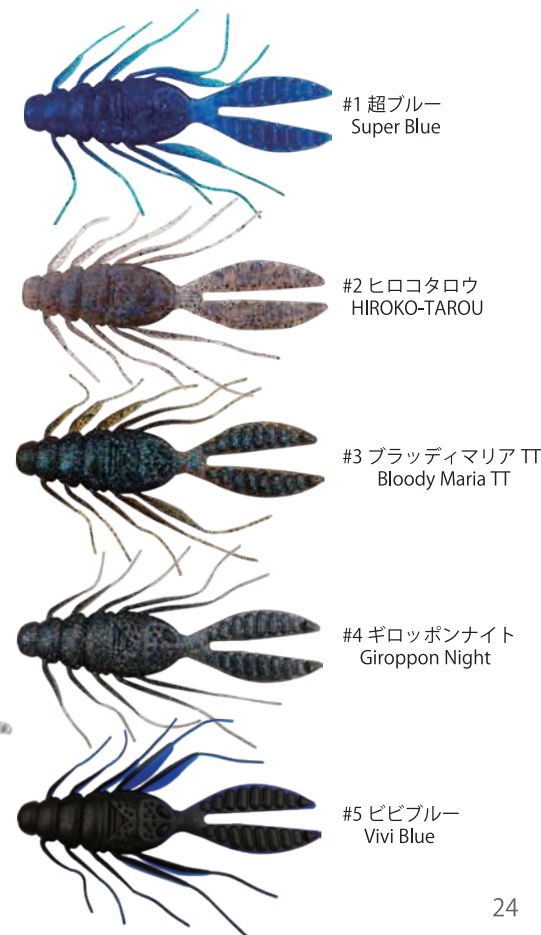 #1 超ブルー
Super Blue
#2 ヒロコタロウ
HIROKO-TAROU
#3 ブラッディマリア TT
Bloody Maria TT
#4 ギロッポンナイト
Giroppon Night
#5 ビビブルー
Vivi Blue
24